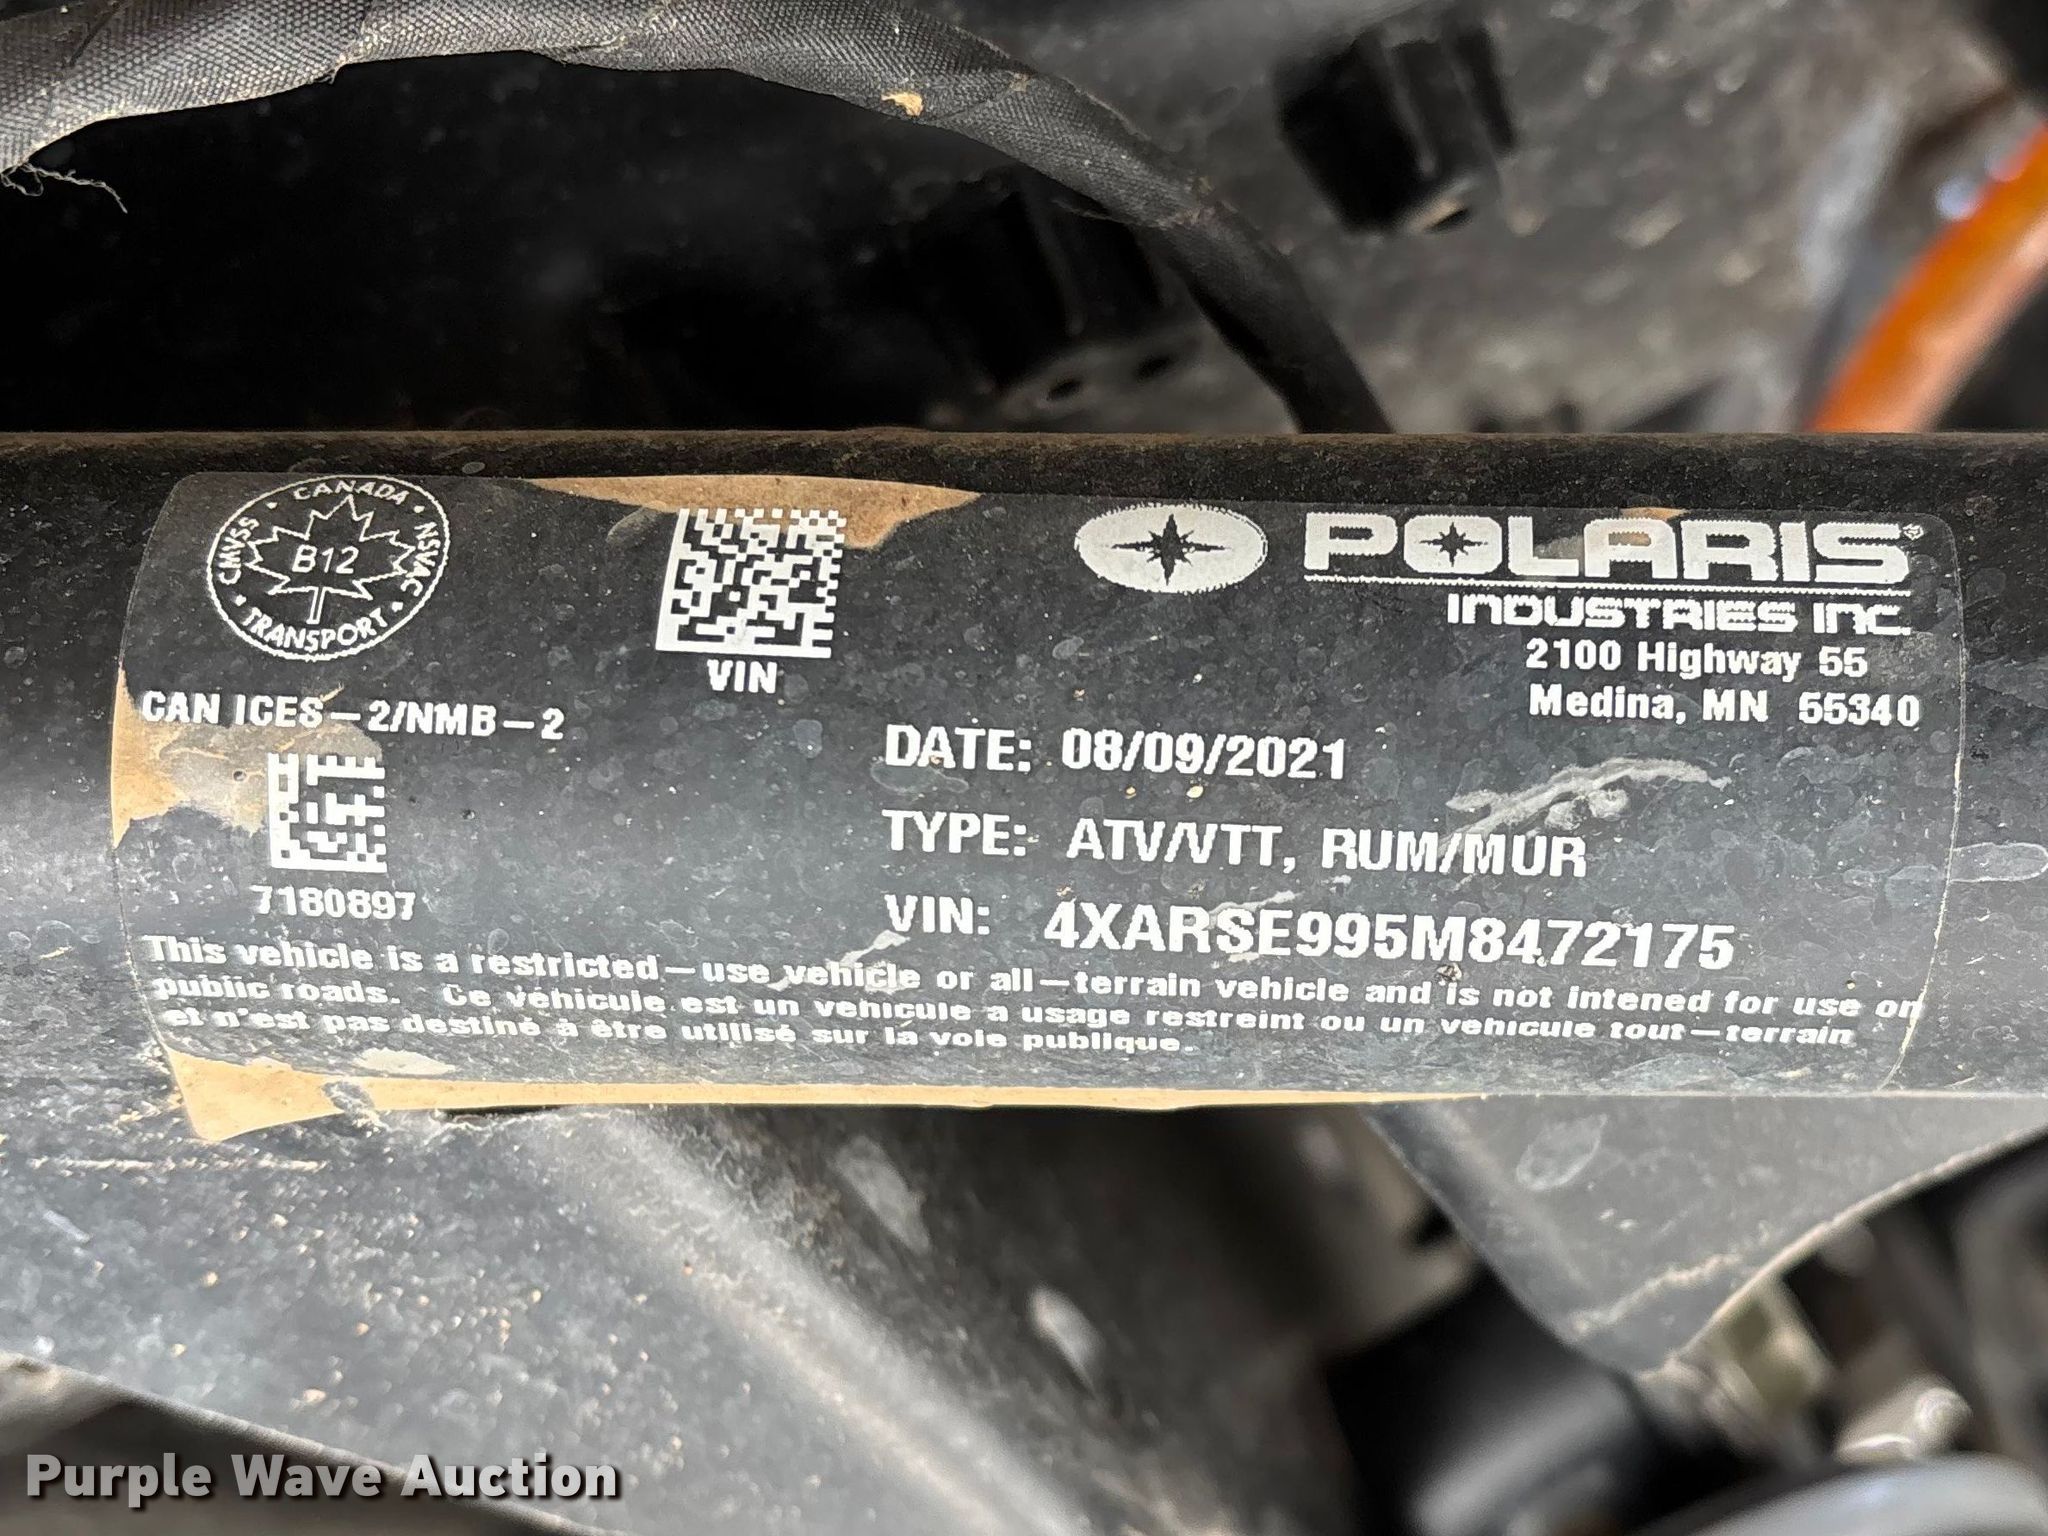 CANADA
NSVAC
TRANSPORT
CMVSS
B12
VIN
CAN ICES-2/NMB-2
7180897
POLARIS
INDUSTRIES INC.
2100 Highway 55
Medina, MN 55340
DATE: 08/09/2021
TYPE: ATV/VTT, RUM/MUR
VIN: 4XARSE995M8472175
This vehicle is a restricted-use vehicle or all-terrain vehicle and is not intened for use on
public roads. Ce véhicule est un véhicule à usage restreint ou un véhicule tout-terrain
et n'est pas destiné à être utilisé sur la voie publique.
Purple Wave Auction